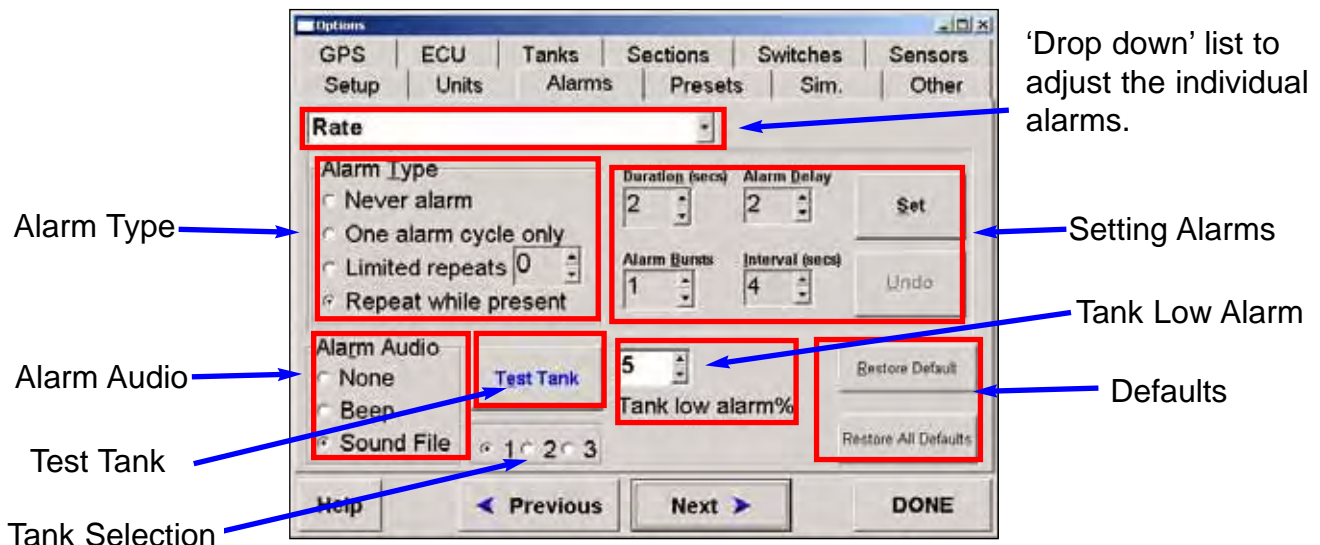 Options
GPS ECU Tanks Sections Switches Sensors
Setup Units Alarms Presets Sim. Other
‘Drop down’ list to
adjust the individual
alarms.
Rate
Alarm Type
Never alarm
One alarm cycle only
Limited repeats 0
Repeat while present
Duration (secs) Alarm Delay
2 2
Set
Alarm Bursts Interval (secs)
1 4
Undo
Alarm Type
Setting Alarms
Tank Low Alarm
Alarm Audio
None
Beep
Sound File
Test Tank
5
Tank low alarm%
Restore Default
Restore All Defaults
1 2 3
Alarm Audio
Defaults
Test Tank
Tank Selection
Help Previous Next DONE